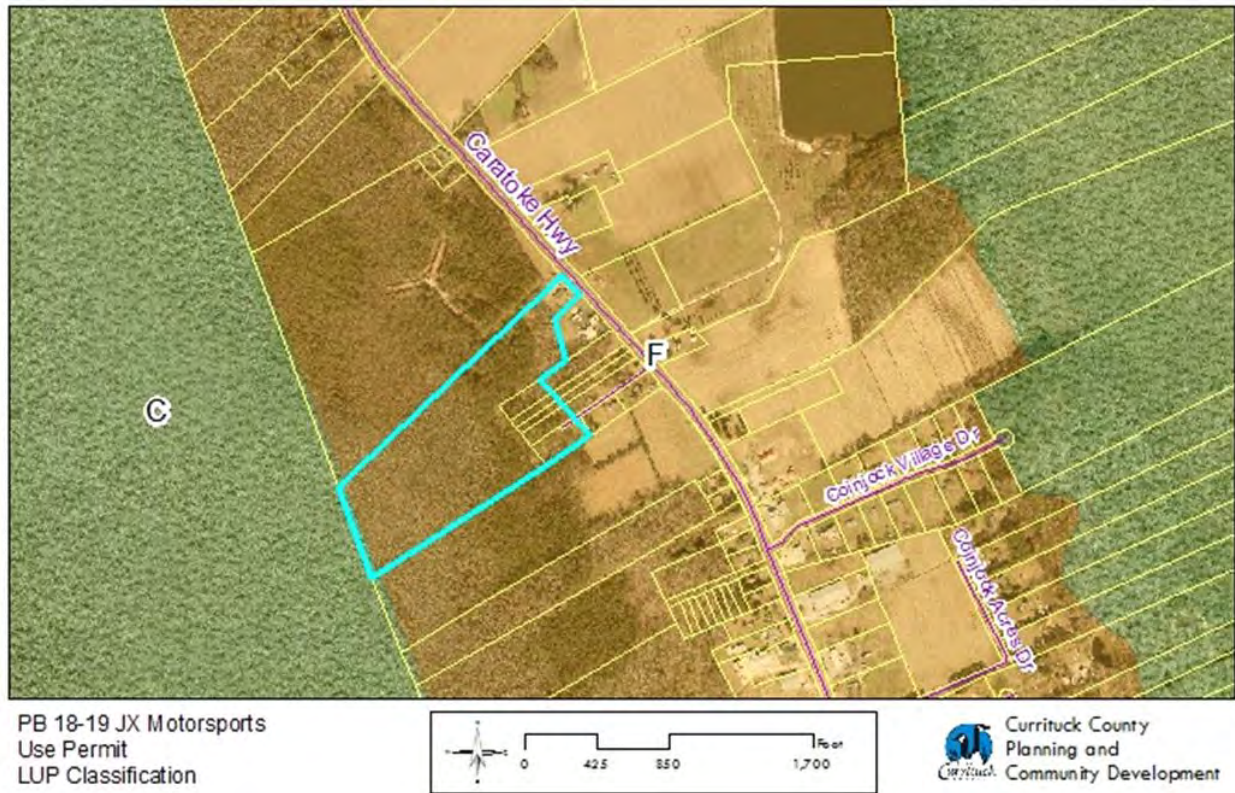 Caratoke Hwy
F
C
Coinjock Village Dr
Coinjock Acres Dr
PB 18-19 JX Motorsports
Use Permit
LUP Classification
Feet
0 425 850 1,700
Currituck
Currituck County
Planning and
Community Development